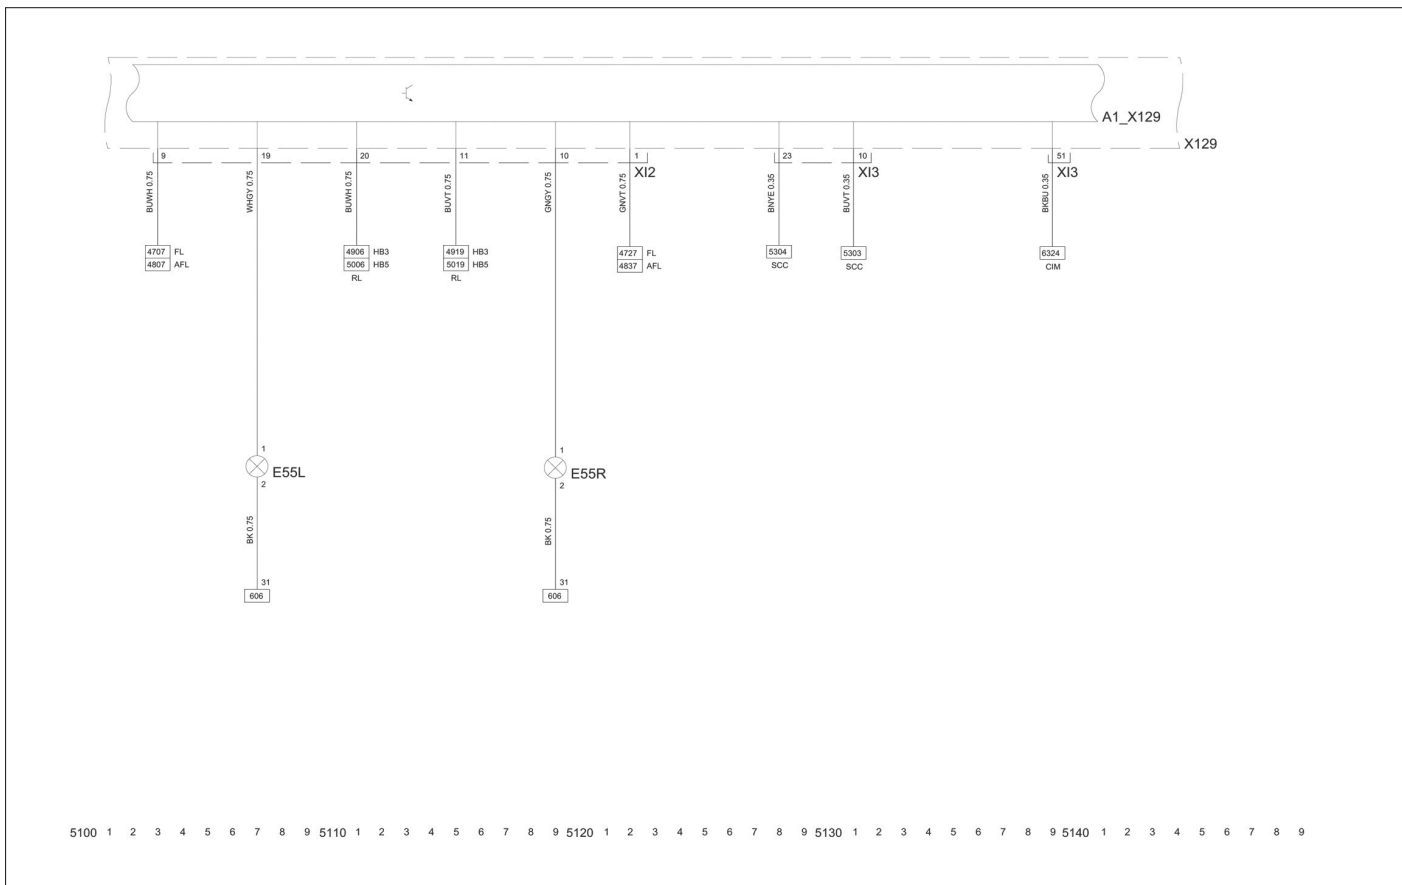 A1_X129
X129
9 19 20 11 10 1 23 10 51
XI2 XI3 XI3
BUWH 0.75
WHGY 0.75
BUWH 0.75
BUVT 0.75
GNGY 0.75
GNVT 0.75
BNYE 0.35
BUVT 0.35
BKBU 0.35
4707 FL
4807 AFL
4906 HB3
5006 HB5
RL
4919 HB3
5019 HB5
RL
4727 FL
4837 AFL
5304
SCC
5303
SCC
6324
CIM
1
E55L
2
BK 0.75
31
606
1
E55R
2
BK 0.75
31
606
5100 1 2 3 4 5 6 7 8 9 5110 1 2 3 4 5 6 7 8 9 5120 1 2 3 4 5 6 7 8 9 5130 1 2 3 4 5 6 7 8 9 5140 1 2 3 4 5 6 7 8 9